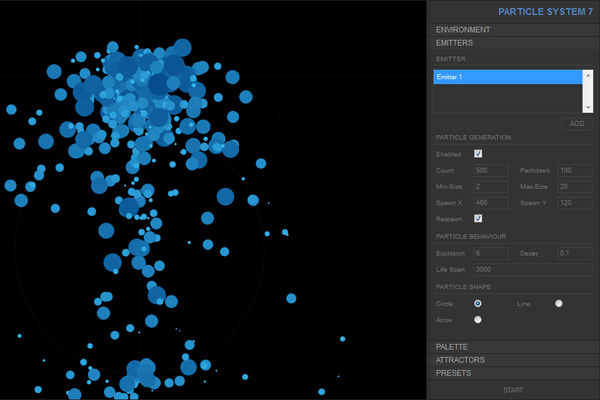 PARTICLE SYSTEM 7
ENVIRONMENT
EMITTERS
EMITTER
Emitter 1
ADD
PARTICLE GENERATION
Enabled
Count 500 Particles/s 100
Min-Size 2 Max-Size 20
Spawn X 460 Spawn Y 120
Respawn
PARTICLE BEHAVIOUR
Explosion 6 Decay 0.1
Life Span 3000
PARTICLE SHAPE
Circle Line
Arrow
PALETTE
ATTRACTORS
PRESETS
START